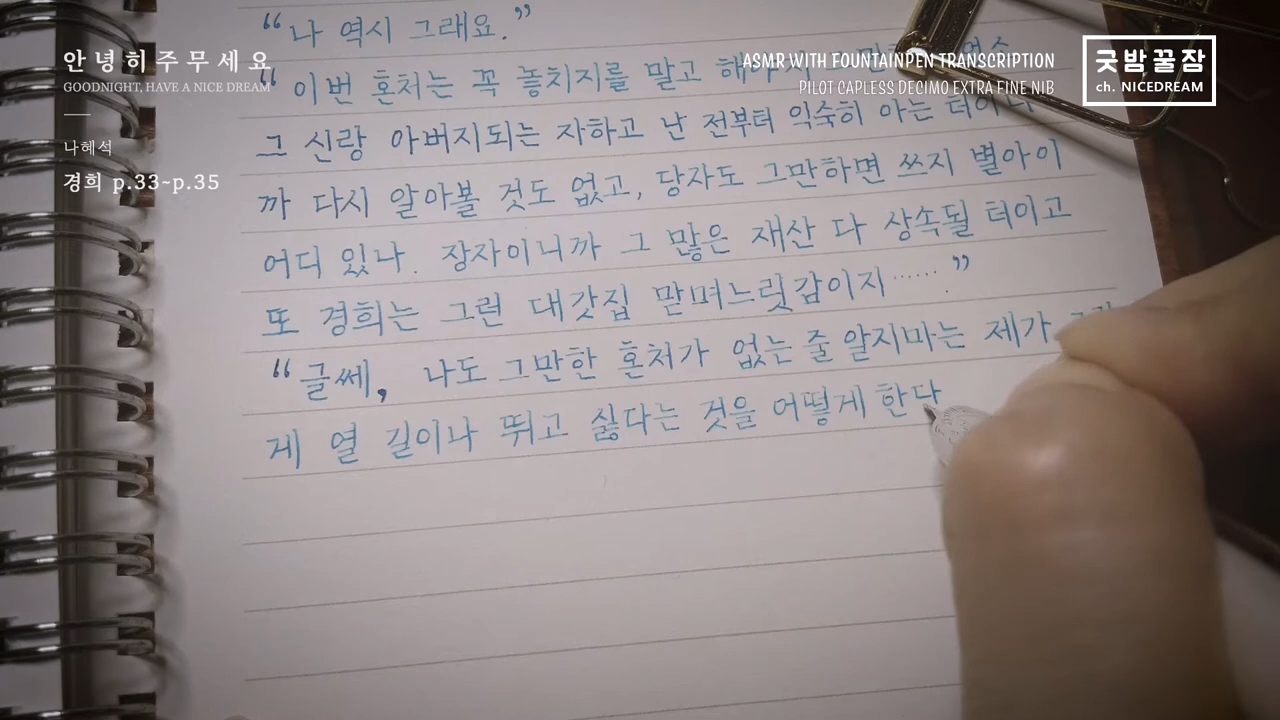 안녕히주무세요
GOODNIGHT, HAVE A NICE DREAM
나혜석
경희 p.33~p.35
ASMR WITH FOUNTAINPEN TRANSCRIPTION
PILOT CAPLESS DECIMO EXTRA FINE NIB
굿밤꿀잠
ch. NICEDREAM
“나 역시 그래요.”
“이번 혼처는 꼭 놓치지를 말고
그 신랑 아버지되는 자하고 난 전부터 익숙히 아는 터이니
까 다시 알아볼 것도 없고, 당자도 그만하면 쓰지 별아이
어디 있나. 장자이니까 그 많은 재산 다 상속될 터이고
또 경희는 그런 대갓집 맏며느릿감이지…….”
“글쎄, 나도 그만한 혼처가 없는 줄 알지마는 제가
게 열 길이나 뛰고 싫다는 것을 어떻게 한다